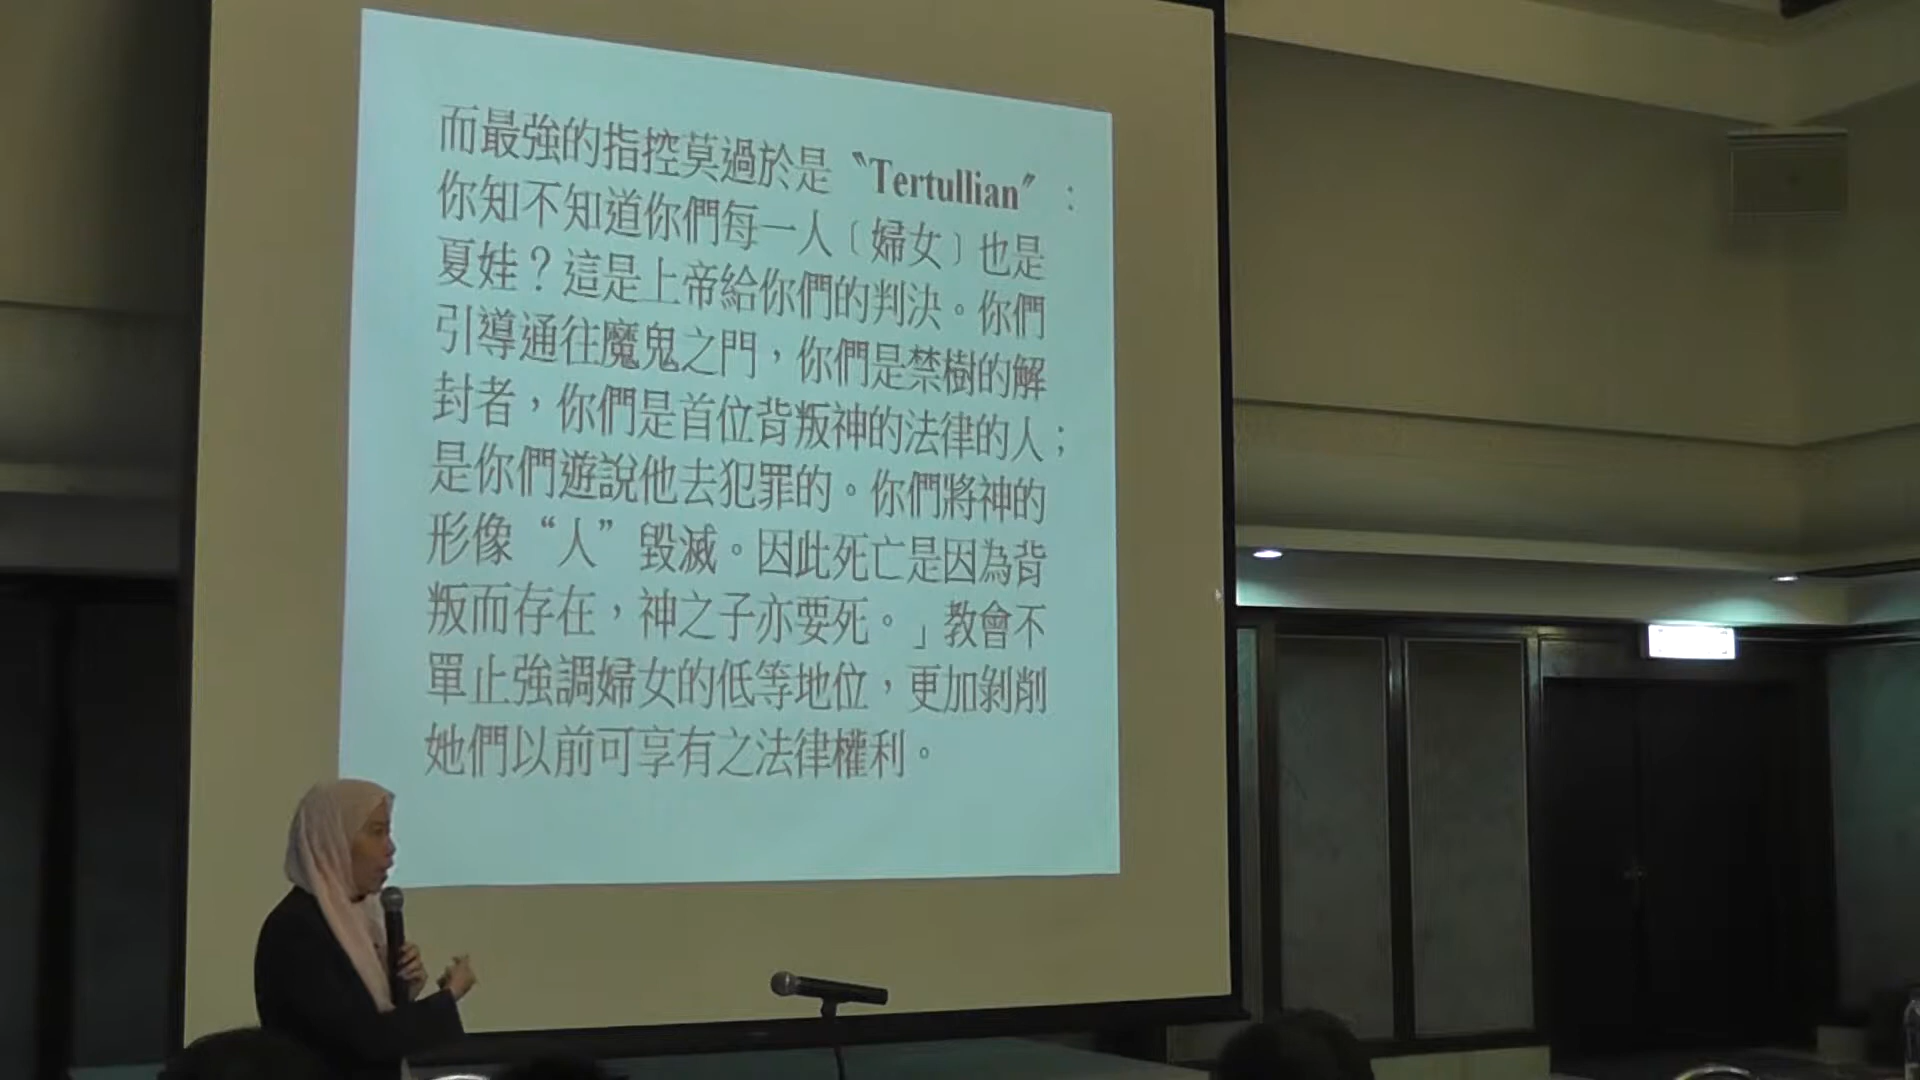 而最強的指控莫過於是〝Tertullian〞：
你知不知道你們每一人﹝婦女﹞也是
夏娃？這是上帝給你們的判決。你們
引導通往魔鬼之門，你們是禁樹的解
封者，你們是首位背叛神的法律的人；
是你們遊說他去犯罪的。你們將神的
形像“人”毀滅。因此死亡是因為背
叛而存在，神之子亦要死。」教會不
單止強調婦女的低等地位，更加剝削
她們以前可享有之法律權利。